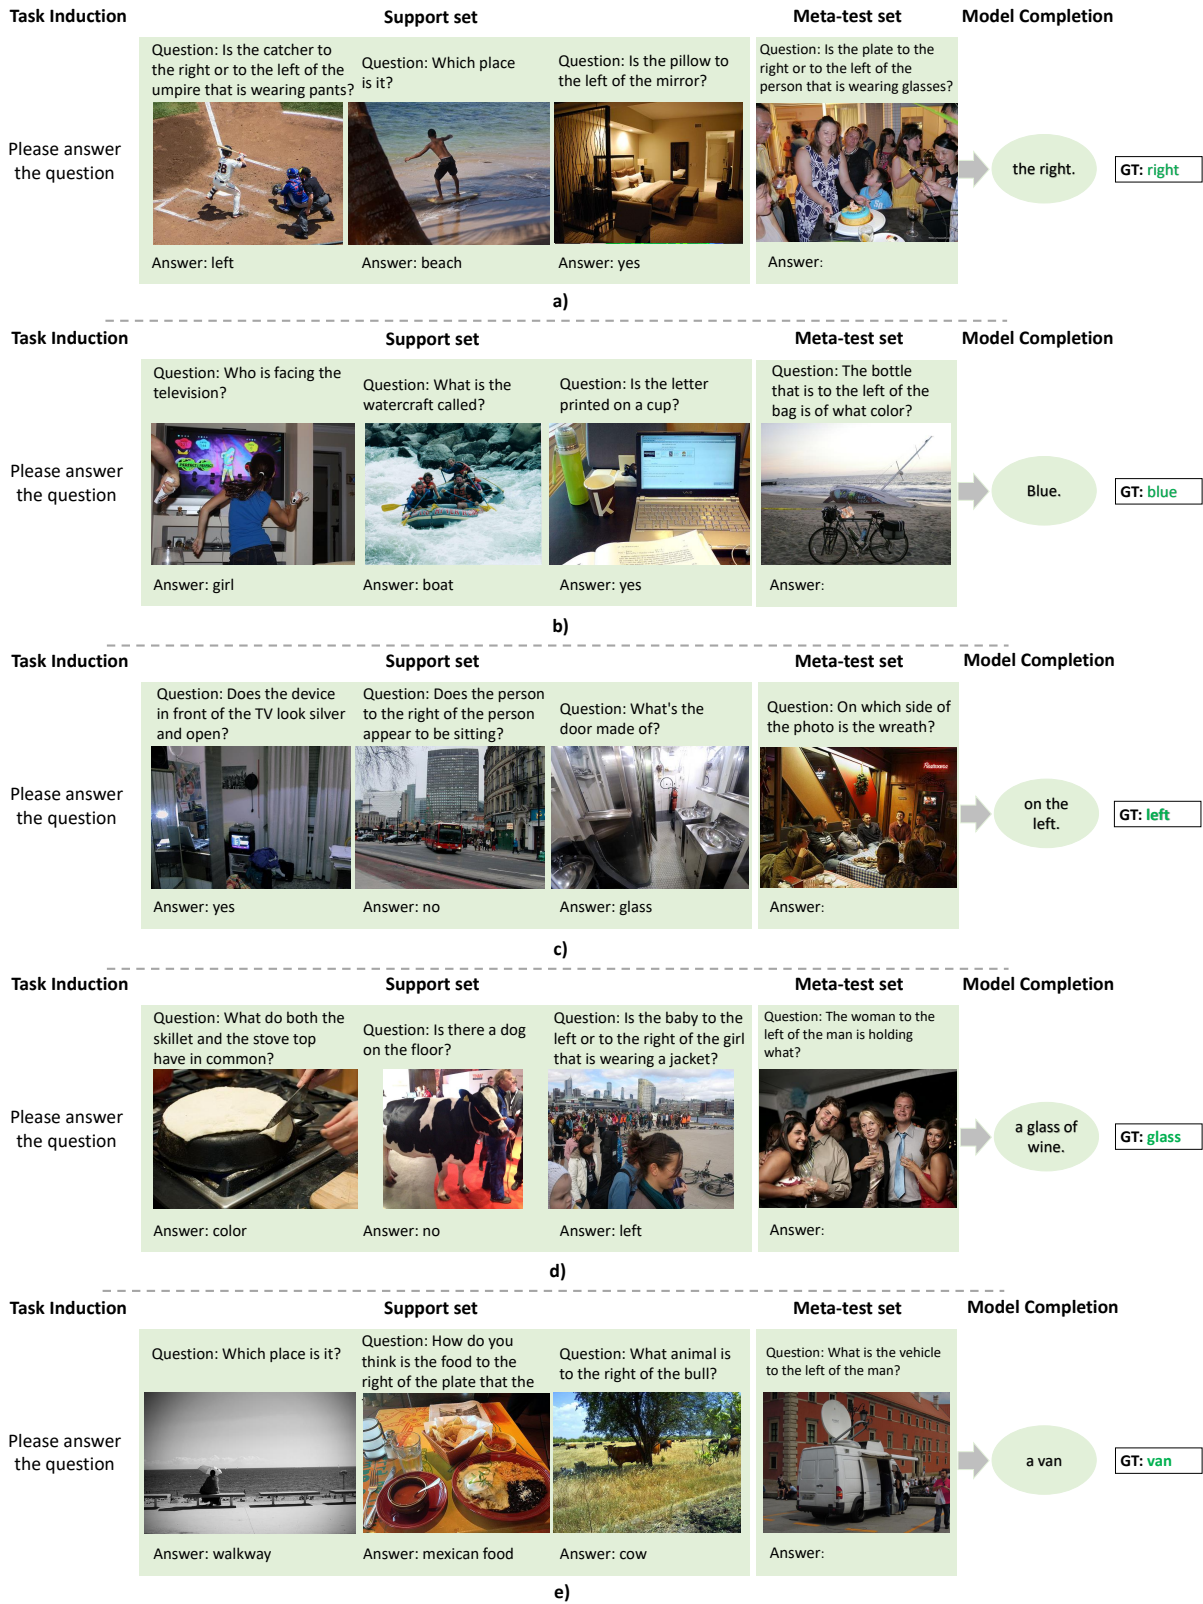 Task Induction
Support set
Meta-test set
Model Completion
Please answer
the question
Question: Is the catcher to
the right or to the left of the
umpire that is wearing pants?
Answer: left
Question: Which place
is it?
Answer: beach
Question: Is the pillow to
the left of the mirror?
Answer: yes
Question: Is the plate to the
right or to the left of the
person that is wearing glasses?
Answer:
the right.
GT: right
a)
Task Induction
Support set
Meta-test set
Model Completion
Please answer
the question
Question: Who is facing the
television?
Answer: girl
Question: What is the
watercraft called?
Answer: boat
Question: Is the letter
printed on a cup?
Answer: yes
Question: The bottle
that is to the left of the
bag is of what color?
Answer:
Blue.
GT: blue
b)
Task Induction
Support set
Meta-test set
Model Completion
Please answer
the question
Question: Does the device
in front of the TV look silver
and open?
Answer: yes
Question: Does the person
to the right of the person
appear to be sitting?
Answer: no
Question: What's the
door made of?
Answer: glass
Question: On which side of
the photo is the wreath?
Answer:
on the
left.
GT: left
c)
Task Induction
Support set
Meta-test set
Model Completion
Please answer
the question
Question: What do both the
skillet and the stove top
have in common?
Answer: color
Question: Is there a dog
on the floor?
Answer: no
Question: Is the baby to the
left or to the right of the girl
that is wearing a jacket?
Answer: left
Question: The woman to the
left of the man is holding
what?
Answer:
a glass of
wine.
GT: glass
d)
Task Induction
Support set
Meta-test set
Model Completion
Please answer
the question
Question: Which place is it?
Answer: walkway
Question: How do you
think is the food to the
right of the plate that the
Answer: mexican food
Question: What animal is
to the right of the bull?
Answer: cow
Question: What is the vehicle
to the left of the man?
Answer:
a van
GT: van
e)